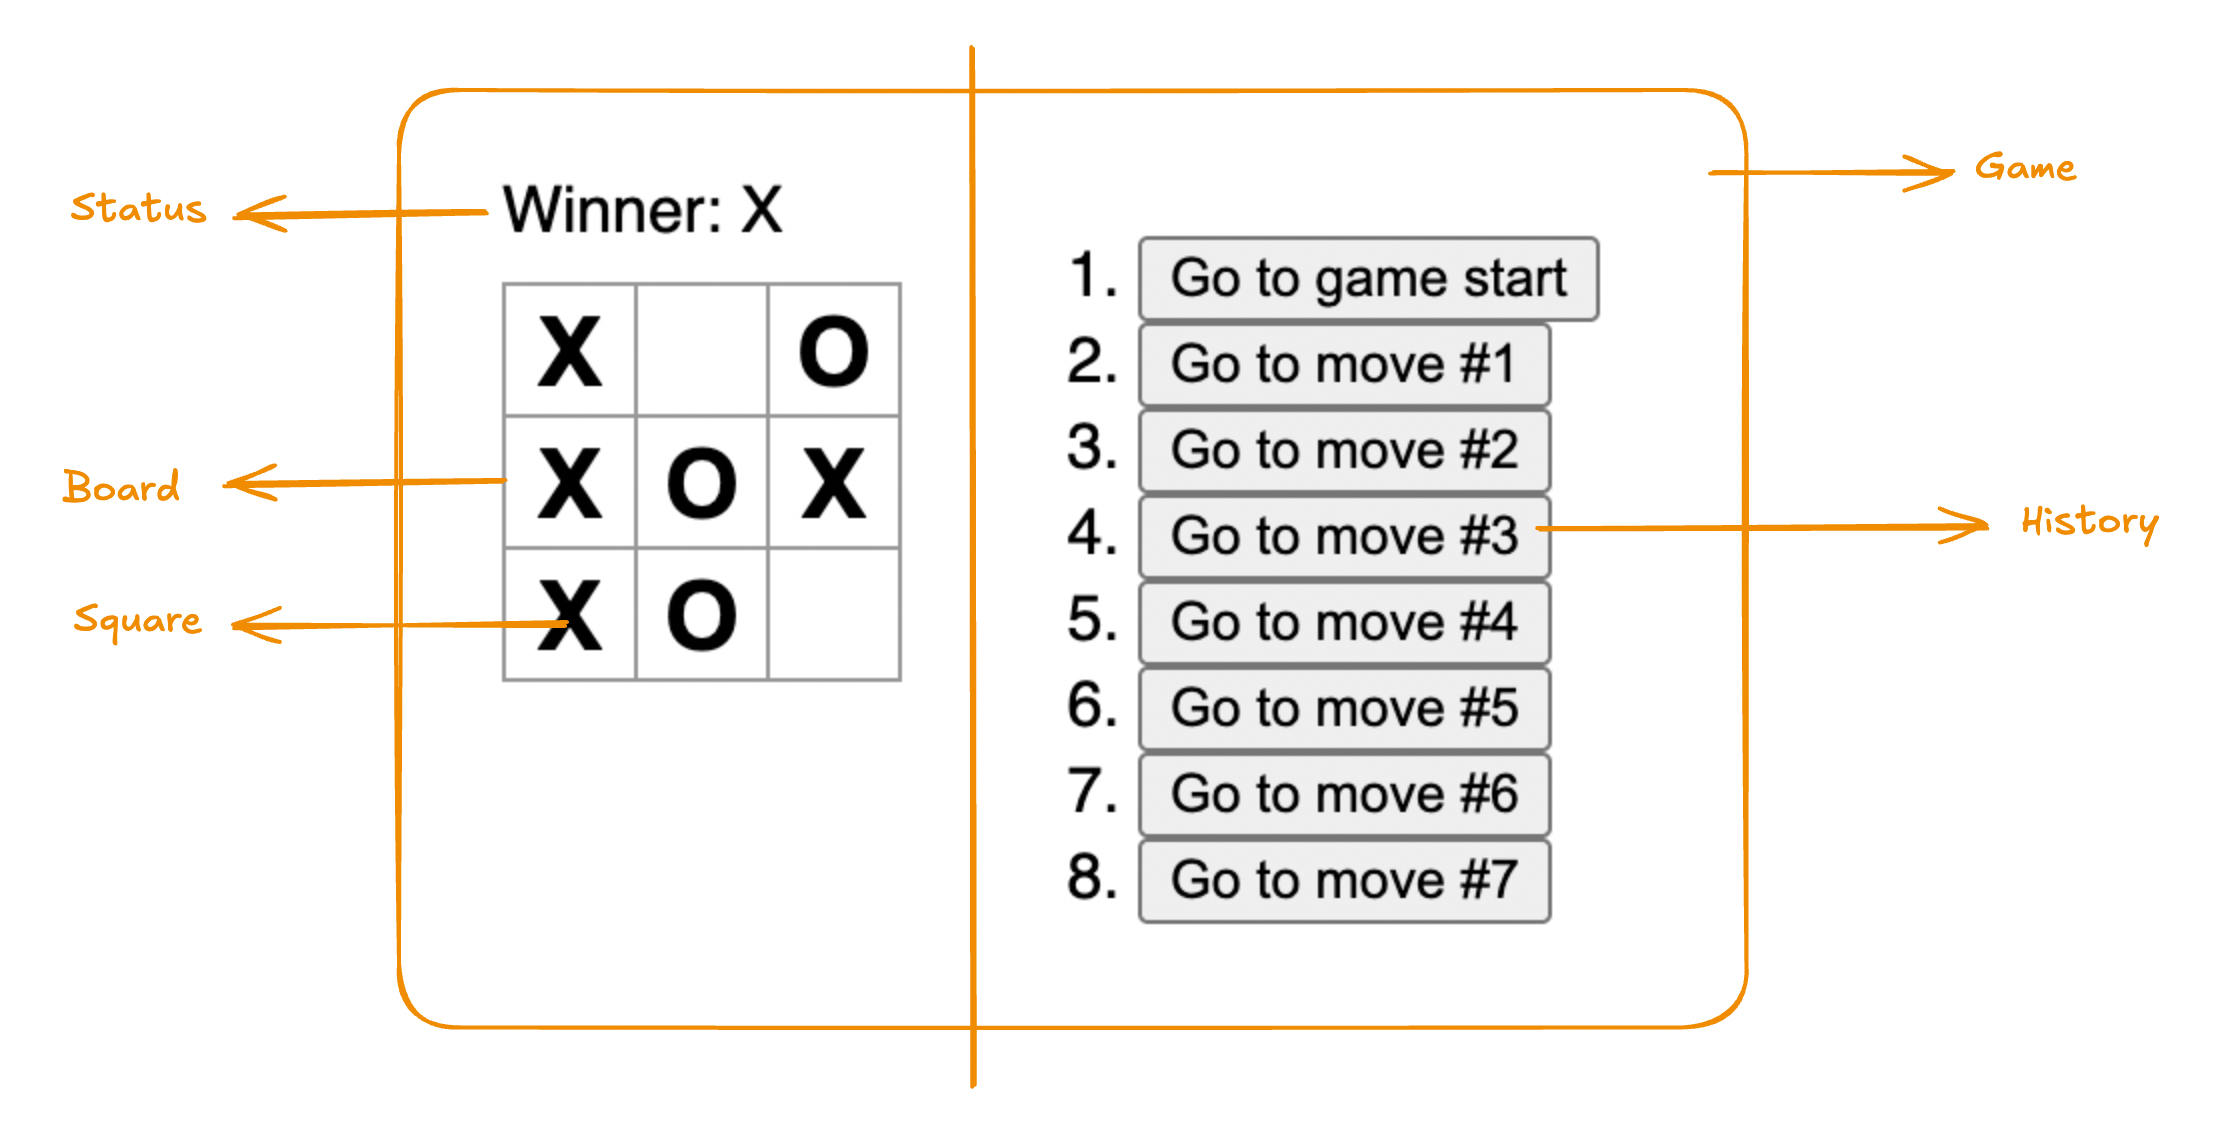 Game
Status
Winner: X
1. Go to game start
X O
2. Go to move #1
3. Go to move #2
Board
X O X
4. Go to move #3
History
Square
X O
5. Go to move #4
6. Go to move #5
7. Go to move #6
8. Go to move #7